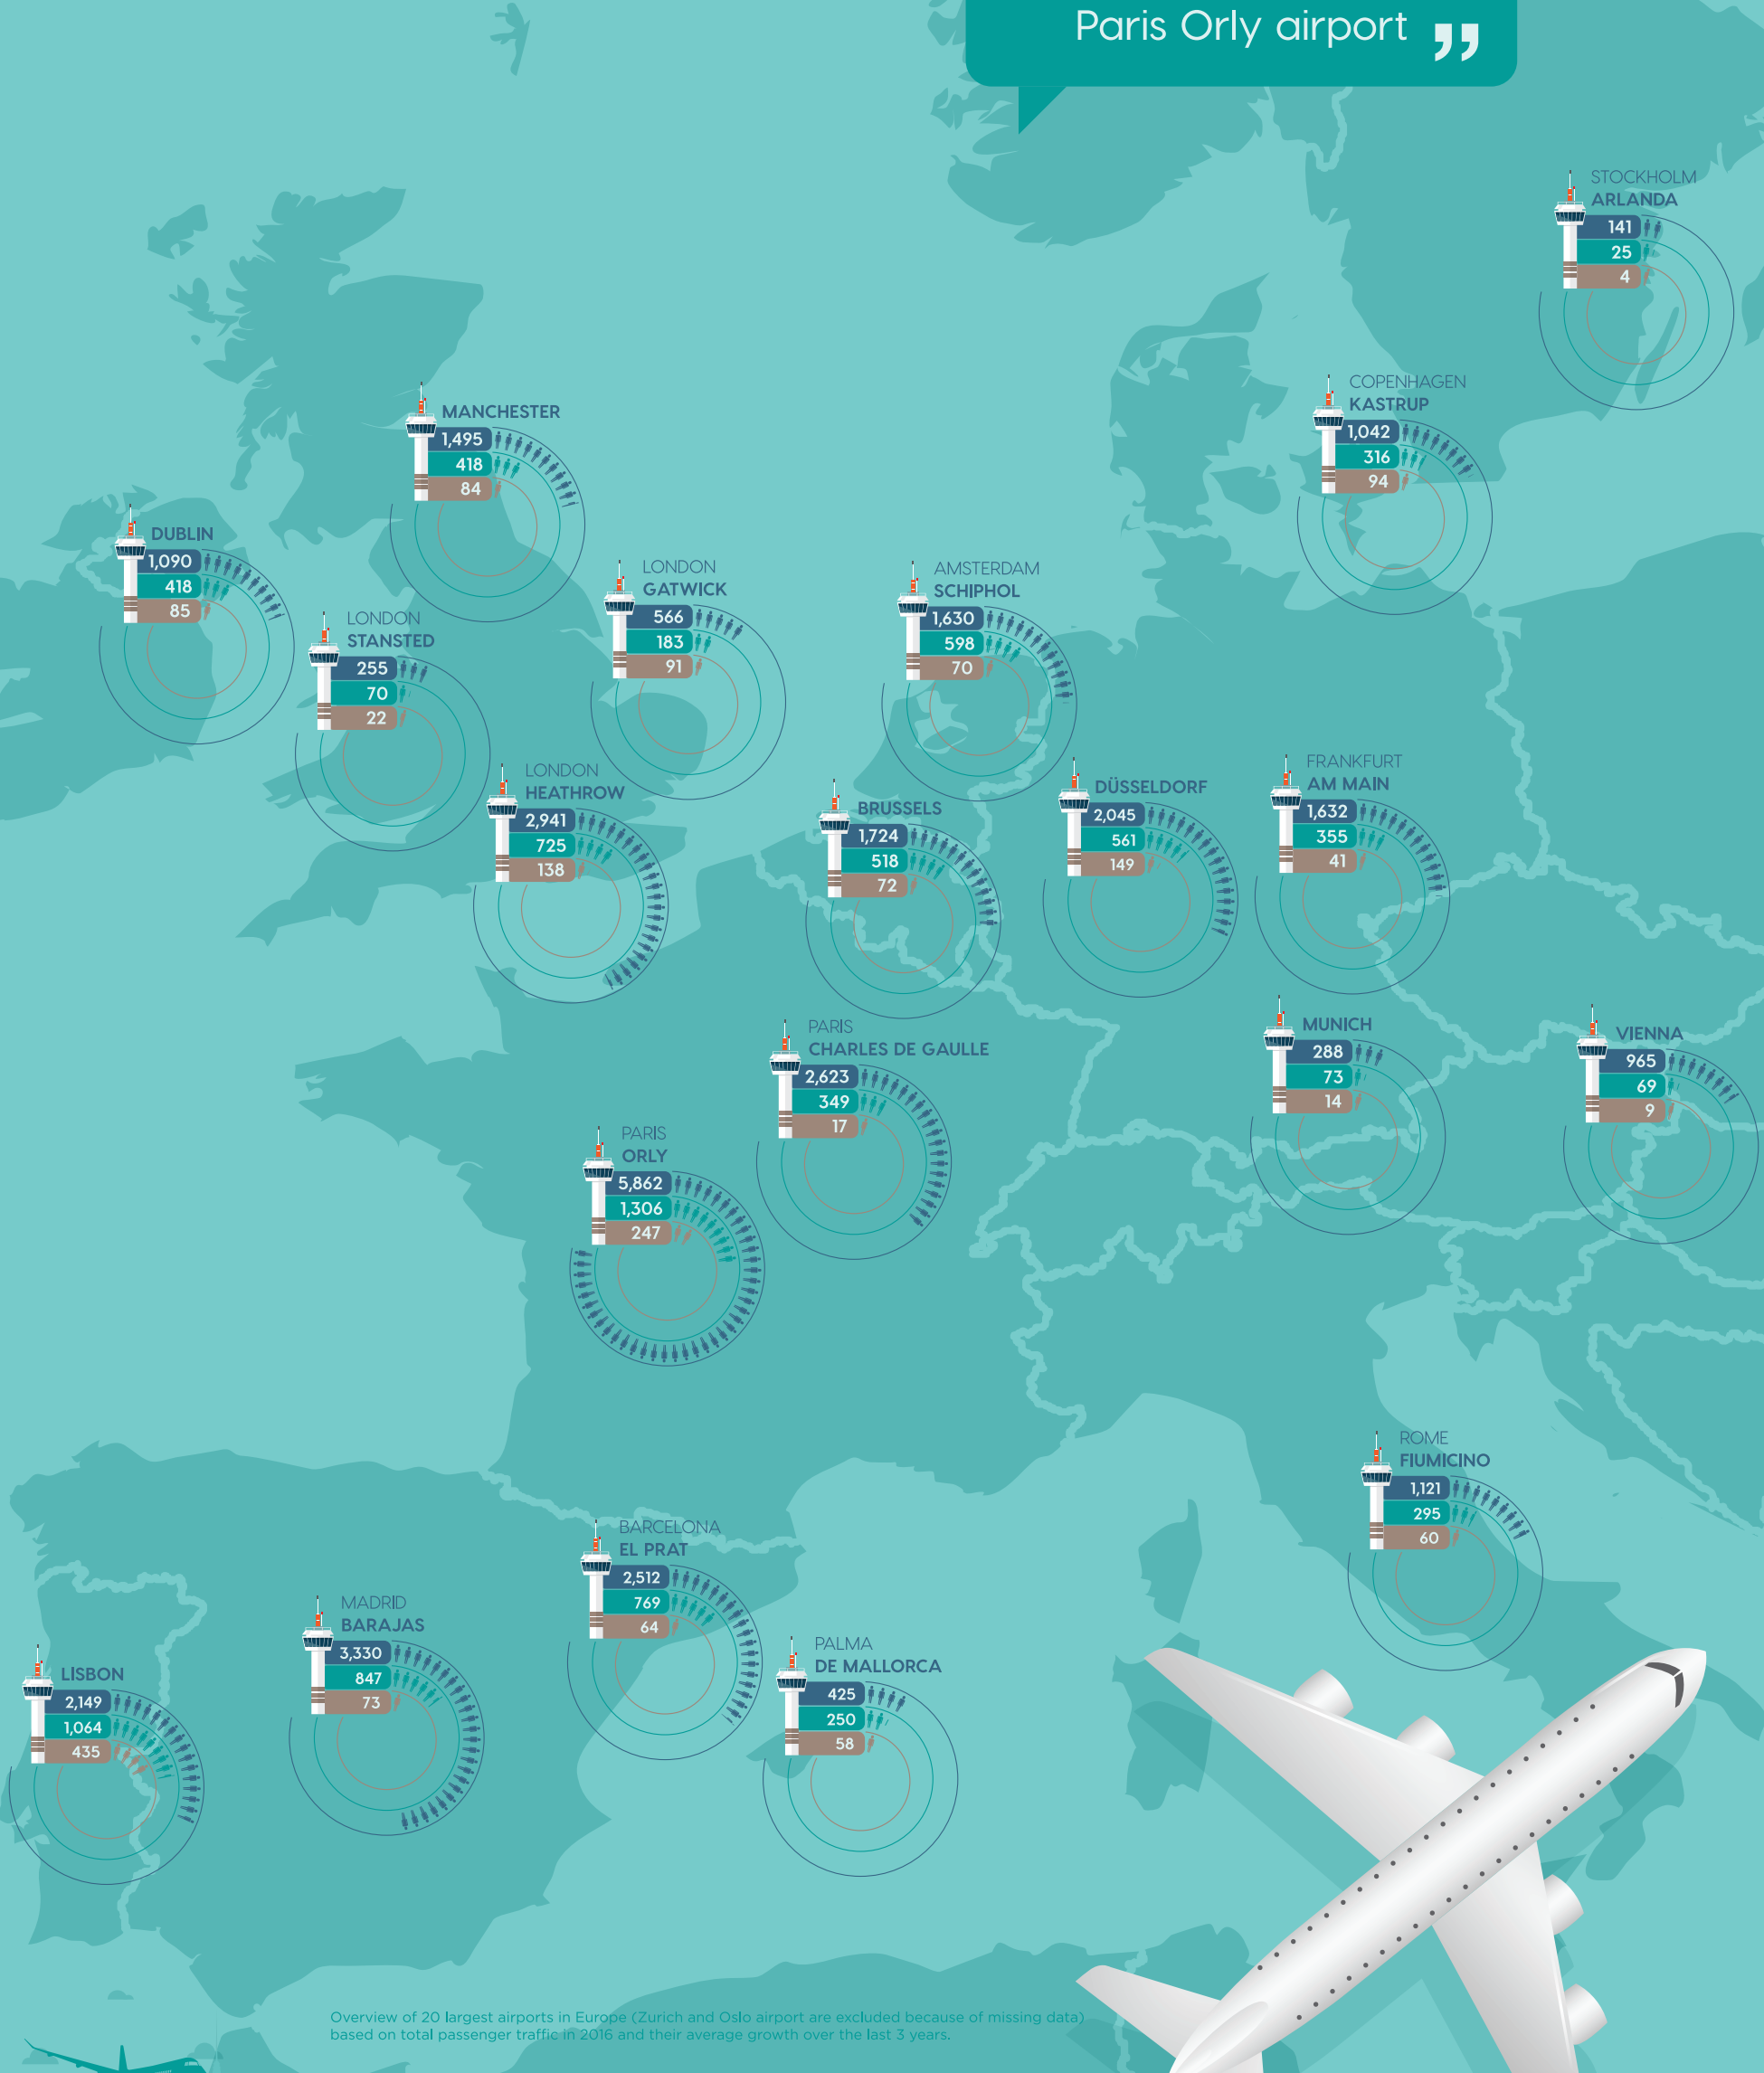 Paris Orly airport ”
STOCKHOLM
ARLANDA
141
25
4
COPENHAGEN
KASTRUP
1,042
316
94
MANCHESTER
1,495
418
84
DUBLIN
1,090
418
85
LONDON
GATWICK
566
183
91
AMSTERDAM
SCHIPHOL
1,630
598
70
LONDON
STANSTED
255
70
22
LONDON
HEATHROW
2,941
725
138
BRUSSELS
1,724
518
72
DÜSSELDORF
2,045
561
149
FRANKFURT
AM MAIN
1,632
355
41
PARIS
CHARLES DE GAULLE
2,623
349
17
MUNICH
288
73
14
VIENNA
965
69
9
PARIS
ORLY
5,862
1,306
247
ROME
FIUMICINO
1,121
295
60
BARCELONA
EL PRAT
2,512
769
64
MADRID
BARAJAS
3,330
847
73
PALMA
DE MALLORCA
425
250
58
LISBON
2,149
1,064
435
Overview of 20 largest airports in Europe (Zurich and Oslo airport are excluded because of missing data)
based on total passenger traffic in 2016 and their average growth over the last 3 years.